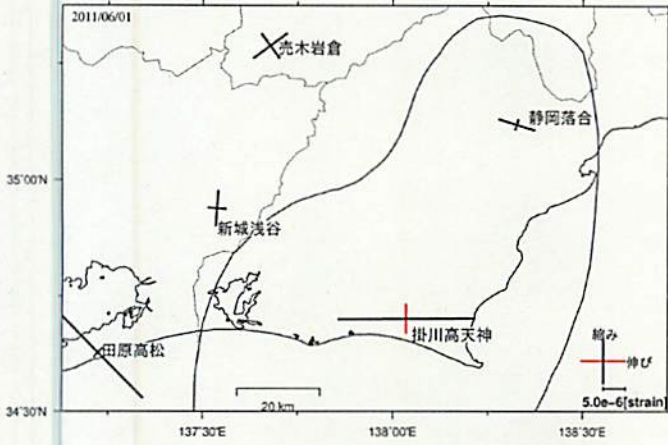 2011/06/01
売木岩倉
静岡落合
35°00'N
新城浅谷
掛川高天神
田原高松
縮み
伸び
5.0e-6[strain]
20 km
34°30'N
137°30'E
138°00'E
138°30'E